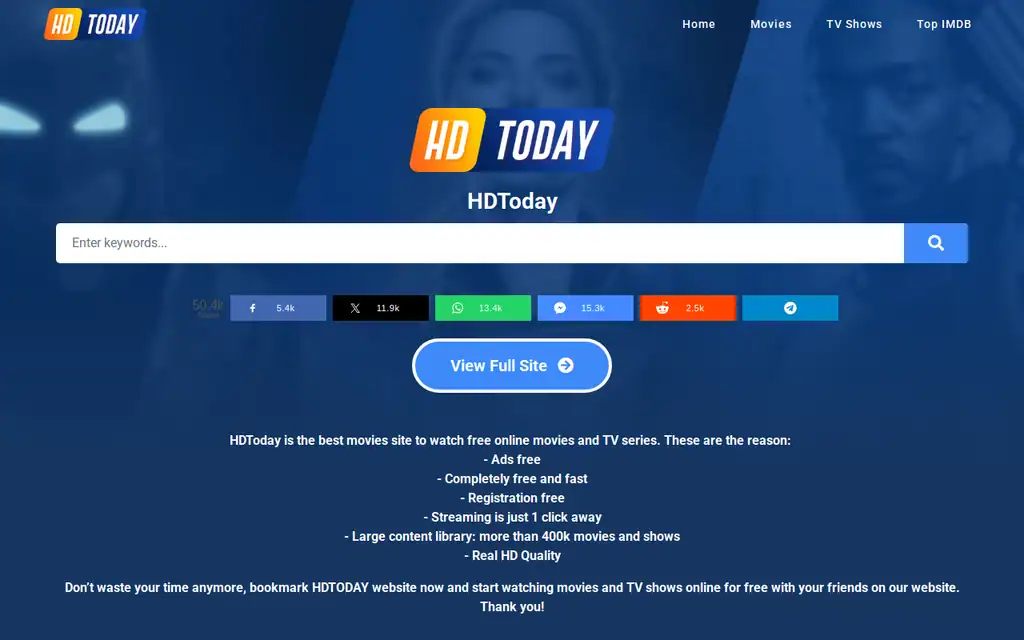 HD TODAY
Home Movies TV Shows Top IMDB
HD TODAY
HDToday
Enter keywords...
50.4k
5.4k 11.9k 13.4k 15.3k 2.5k
View Full Site
HDToday is the best movies site to watch free online movies and TV series. These are the reason:
- Ads free
- Completely free and fast
- Registration free
- Streaming is just 1 click away
- Large content library: more than 400k movies and shows
- Real HD Quality
Don't waste your time anymore, bookmark HDTODAY website now and start watching movies and TV shows online for free with your friends on our website.
Thank you!